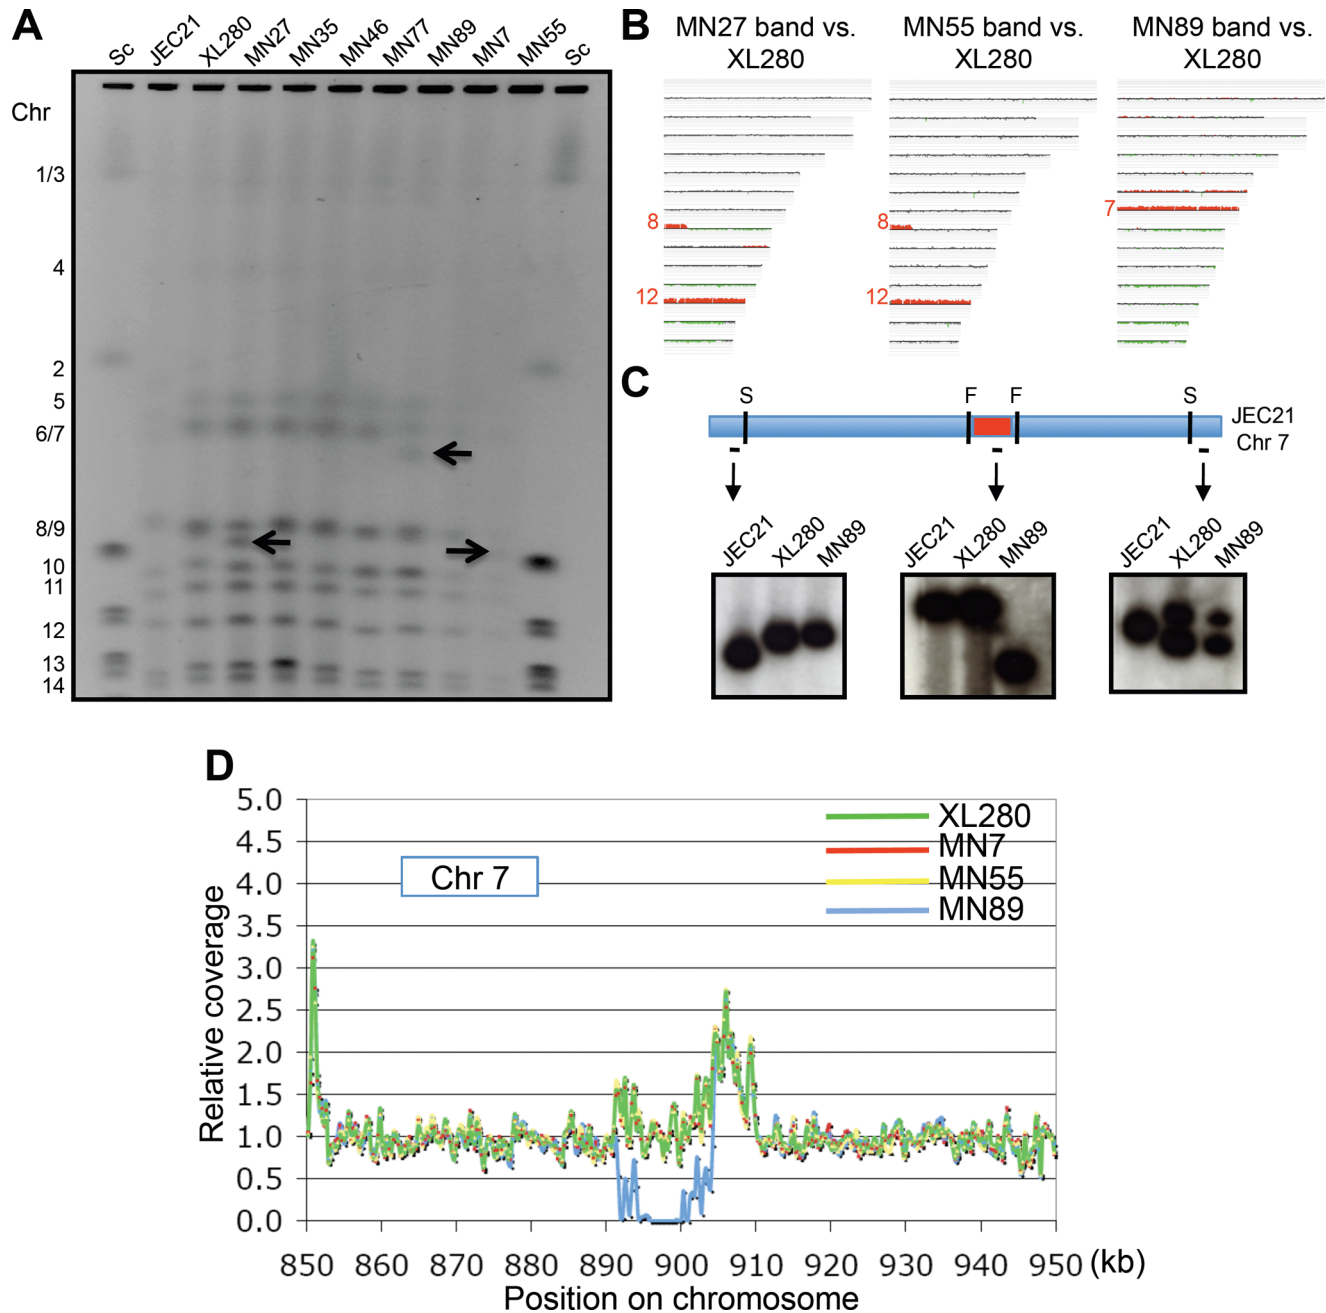 A
Sc JEC21 XL280 MN27 MN35 MN46 MN77 MN89 MN7 MN55 Sc
Chr
1/3
4
2
5
6/7
8/9
10
11
12
13
14
B
MN27 band vs.
XL280
MN55 band vs.
XL280
MN89 band vs.
XL280
8
12
8
12
7
C
S F F S
JEC21
Chr 7
JEC21 XL280 MN89
JEC21 XL280 MN89
JEC21 XL280 MN89
D
Relative coverage
5.0
4.5
4.0
3.5
3.0
2.5
2.0
1.5
1.0
0.5
0.0
Chr 7
XL280
MN7
MN55
MN89
850 860 870 880 890 900 910 920 930 940 950 (kb)
Position on chromosome